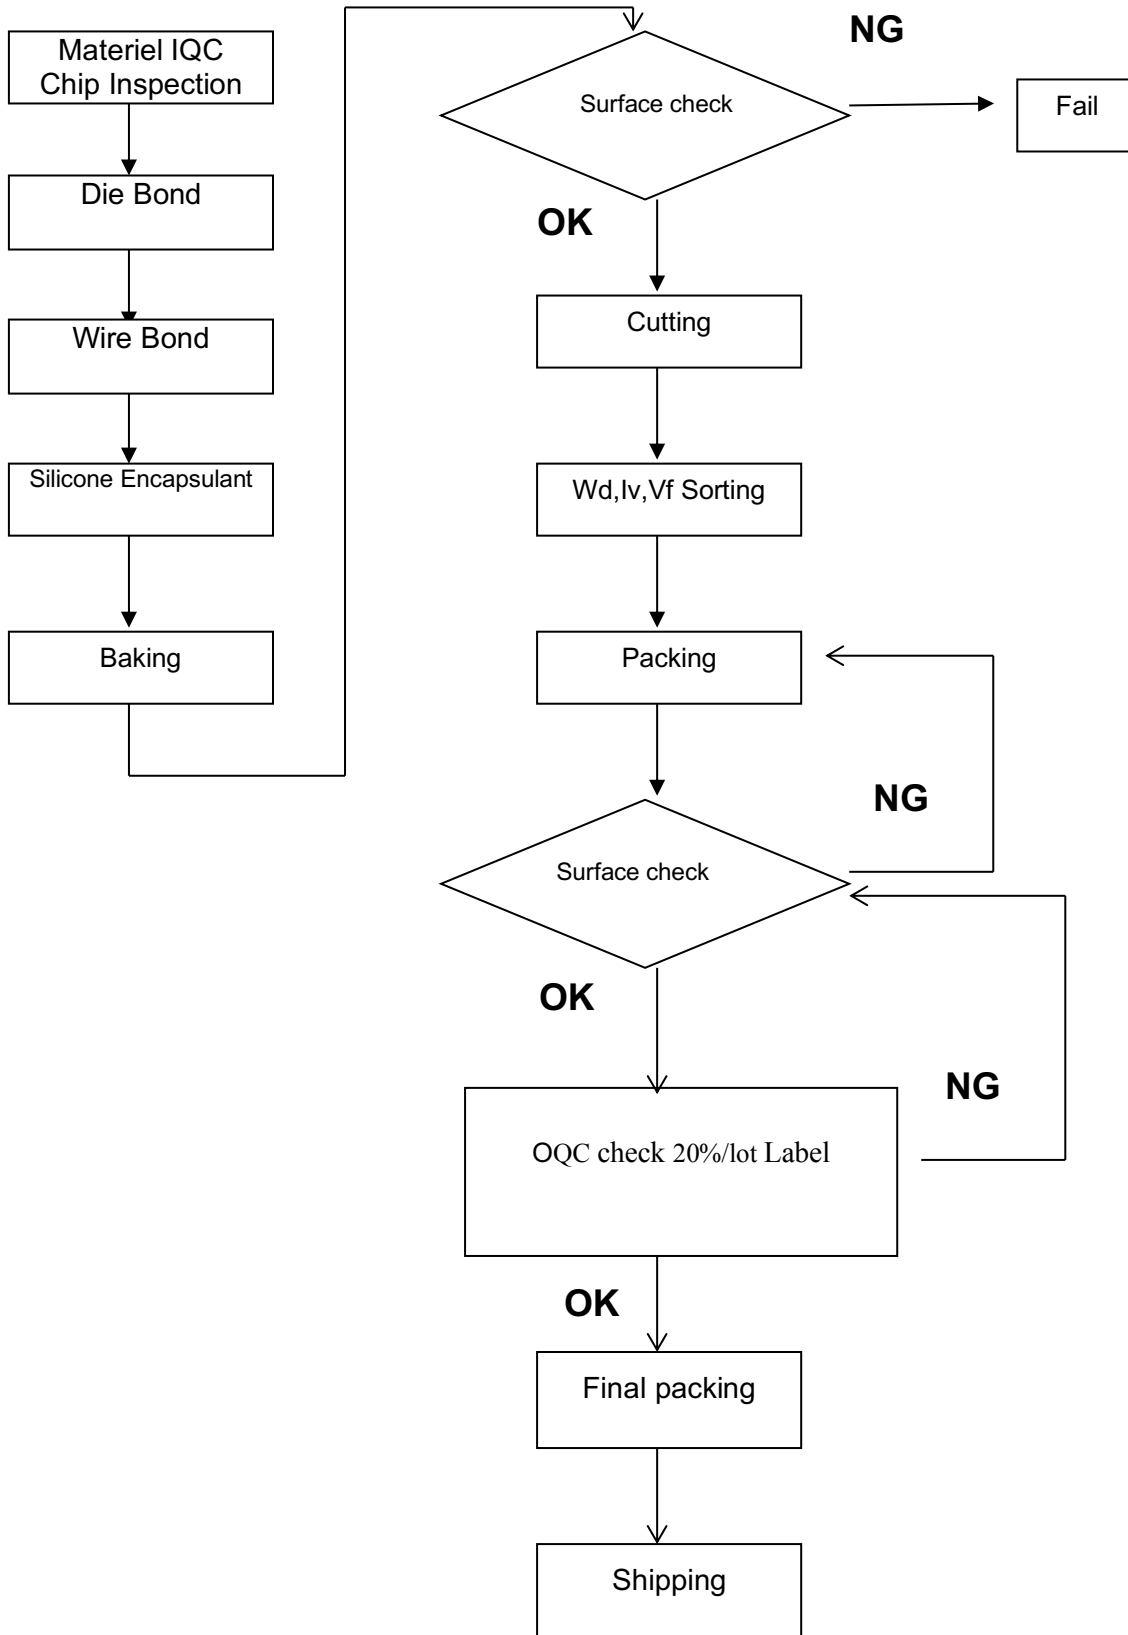 Materiel IQC
Chip Inspection
Die Bond
Wire Bond
Silicone Encapsulant
Baking
Surface check
NG
Fail
OK
Cutting
Wd,Iv,Vf Sorting
Packing
NG
Surface check
OK
NG
OQC check 20%/lot Label
OK
Final packing
Shipping